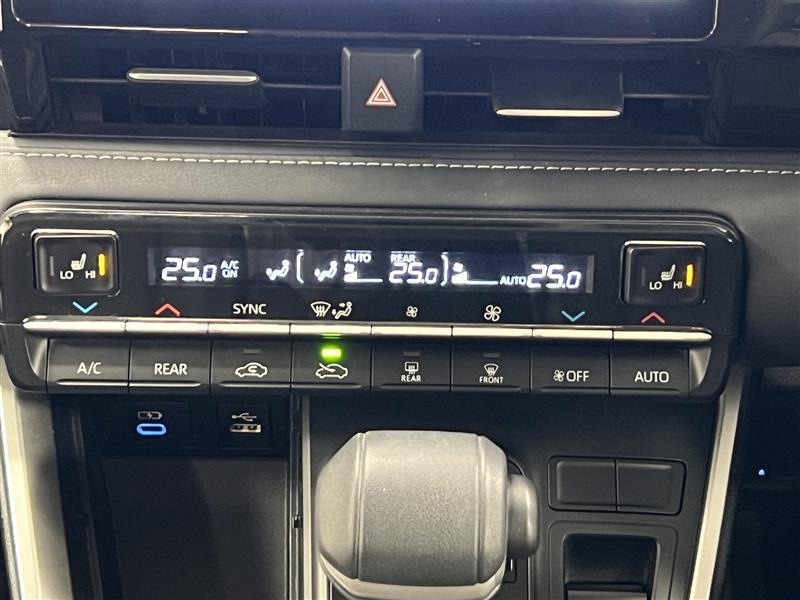 AUTO REAR
25.0 A/C ON 25.0 AUTO 25.0
LO HI LO HI
SYNC
A/C REAR REAR FRONT OFF AUTO